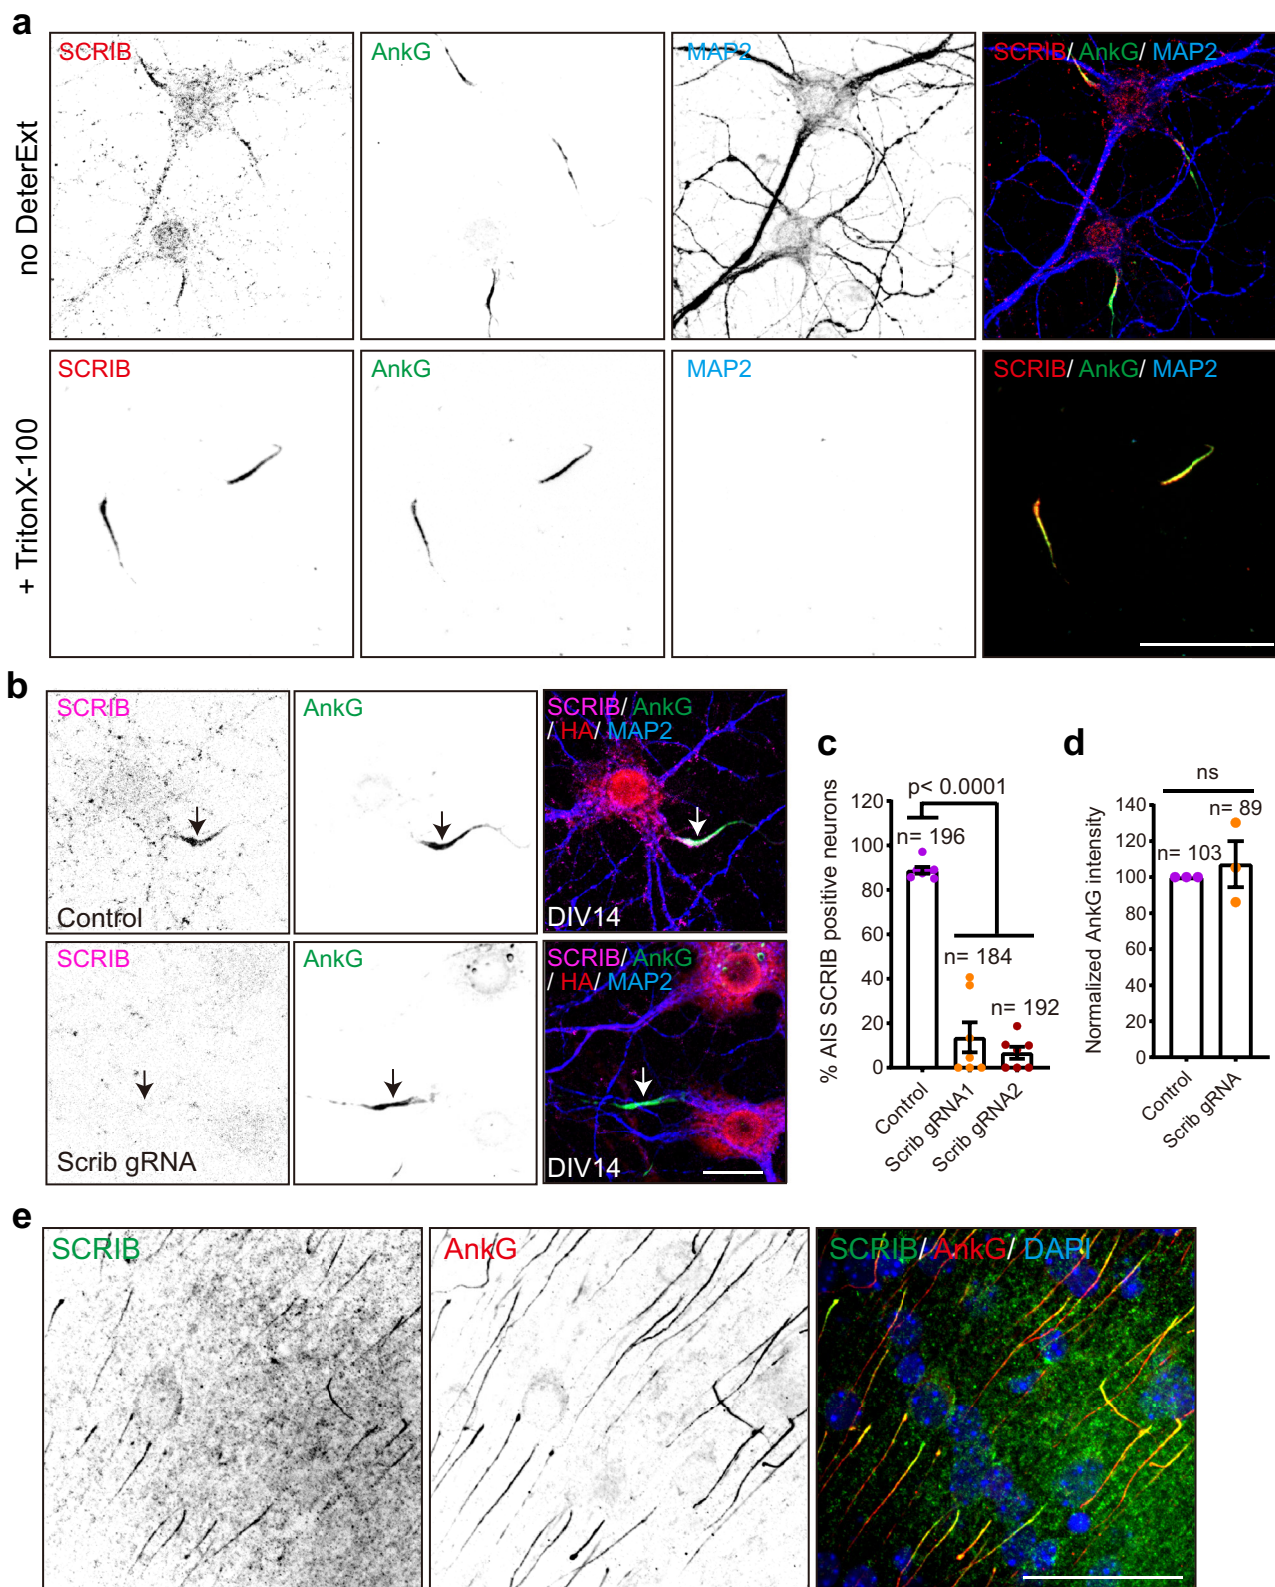 a
no DeterExt
SCRIB
AnkG
MAP2
SCRIB/ AnkG/ MAP2
+ TritonX-100
SCRIB
AnkG
MAP2
SCRIB/ AnkG/ MAP2
b
SCRIB
Control
AnkG
SCRIB/ AnkG
/ HA/ MAP2
DIV14
SCRIB
Scrib gRNA
AnkG
SCRIB/ AnkG
/ HA/ MAP2
DIV14
c
% AIS SCRIB positive neurons
120
100
80
60
40
20
0
p< 0.0001
n= 196
n= 184
n= 192
Control
Scrib gRNA1
Scrib gRNA2
d
Normalized AnkG intensity
140
120
100
80
60
40
20
0
ns
n= 103
n= 89
Control
Scrib gRNA
e
SCRIB
AnkG
SCRIB/ AnkG/ DAPI